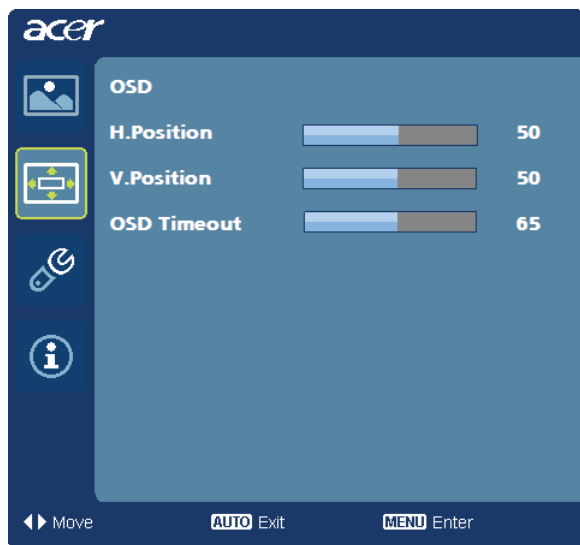 acer
OSD
H.Position 50
V.Position 50
OSD Timeout 65
Move AUTO Exit MENU Enter